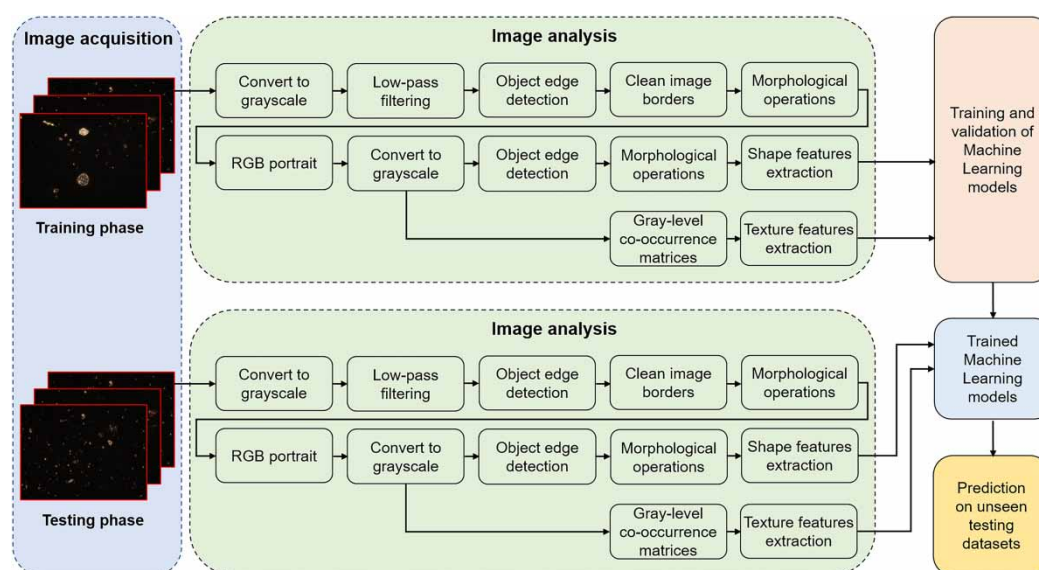 Image acquisition
Training phase
Testing phase
Image analysis
Convert to
grayscale
Low-pass
filtering
Object edge
detection
Clean image
borders
Morphological
operations
RGB portrait
Convert to
grayscale
Object edge
detection
Morphological
operations
Shape features
extraction
Gray-level
co-occurrence
matrices
Texture features
extraction
Training and
validation of
Machine
Learning
models
Image analysis
Convert to
grayscale
Low-pass
filtering
Object edge
detection
Clean image
borders
Morphological
operations
RGB portrait
Convert to
grayscale
Object edge
detection
Morphological
operations
Shape features
extraction
Gray-level
co-occurrence
matrices
Texture features
extraction
Trained
Machine
Learning
models
Prediction
on unseen
testing
datasets